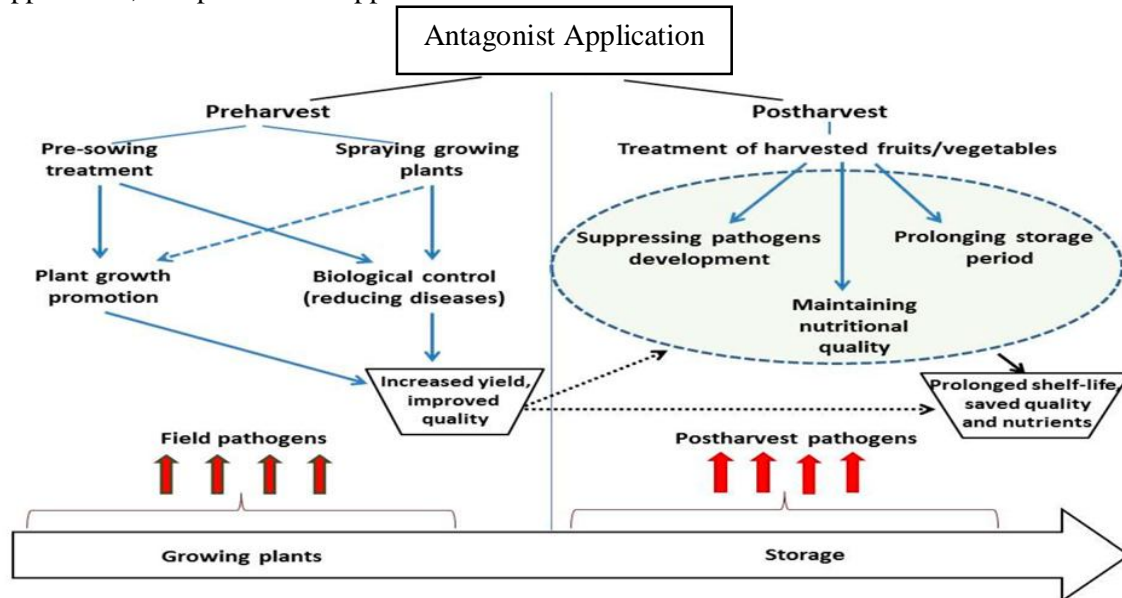 Antagonist Application
Preharvest
Postharvest
Pre-sowing
treatment
Spraying growing
plants
Treatment of harvested fruits/vegetables
Plant growth
promotion
Biological control
(reducing diseases)
Suppressing pathogens
development
Prolonging storage
period
Maintaining
nutritional
quality
Increased yield,
improved
quality
Prolonged shelf-life,
saved quality
and nutrients
Field pathogens
Postharvest pathogens
Growing plants
Storage